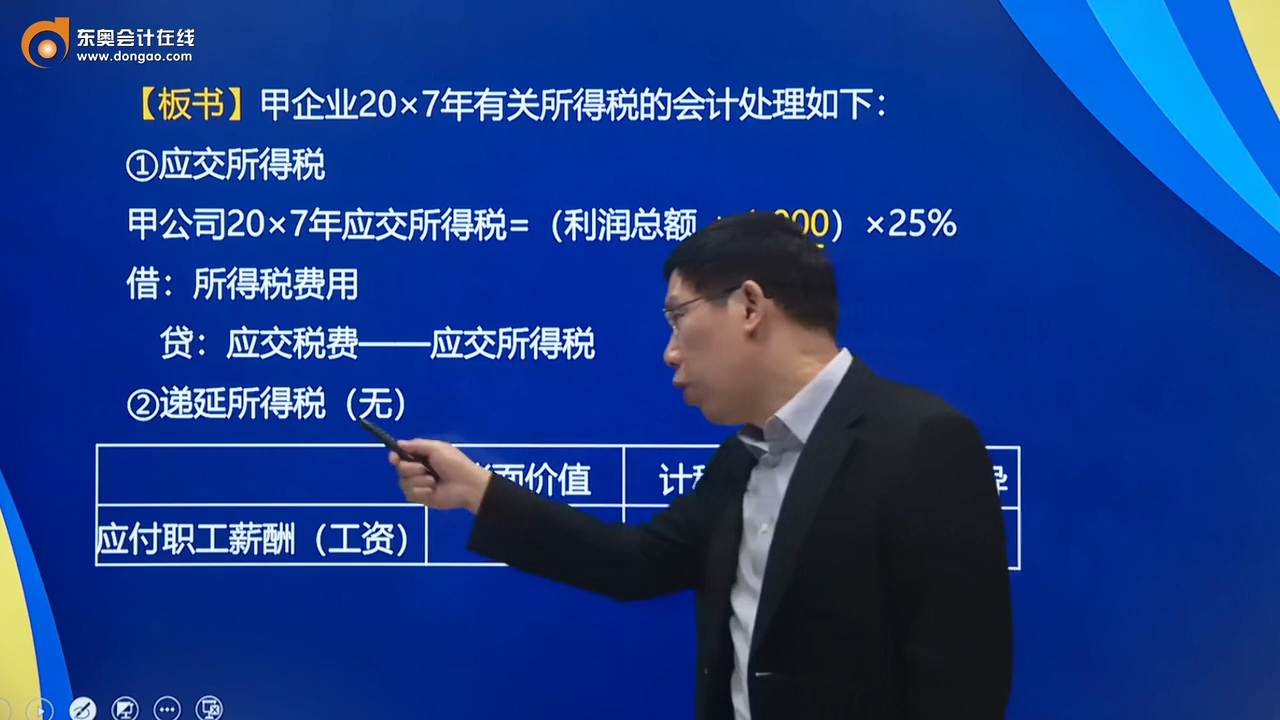 东奥会计在线
www.dongao.com
【板书】甲企业20×7年有关所得税的会计处理如下：
①应交所得税
甲公司20×7年应交所得税=（利润总额 000）×25%
借：所得税费用
贷：应交税费——应交所得税
②递延所得税（无）
面价值 计
应付职工薪酬（工资）